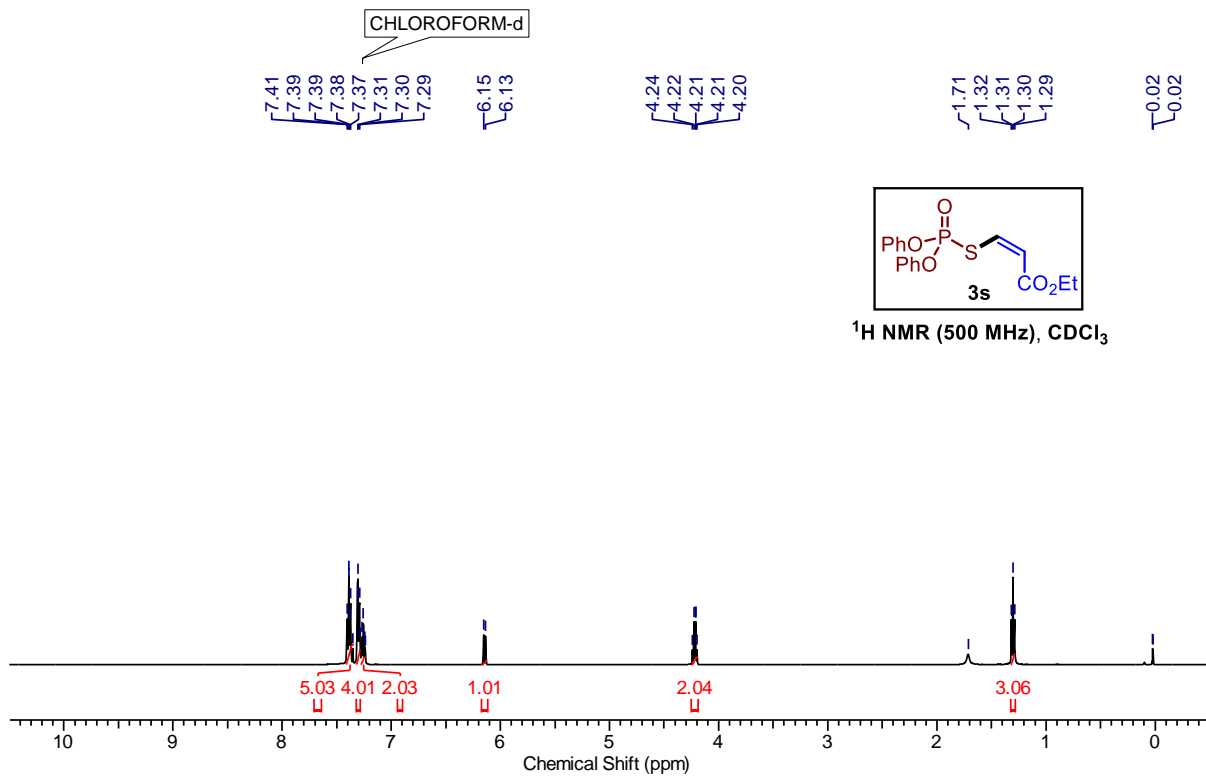 CHLOROFORM-d
7.41
7.39
7.39
7.38
7.37
7.31
7.30
7.29
6.15
6.13
4.24
4.22
4.21
4.21
4.20
1.71
1.32
1.31
1.30
1.29
0.02
0.02
O
PhO P S
PhO
CO2Et
3s
1H NMR (500 MHz), CDCl3
5.03 4.01 2.03 1.01 2.04 3.06
10 9 8 7 6 5 4 3 2 1 0
Chemical Shift (ppm)